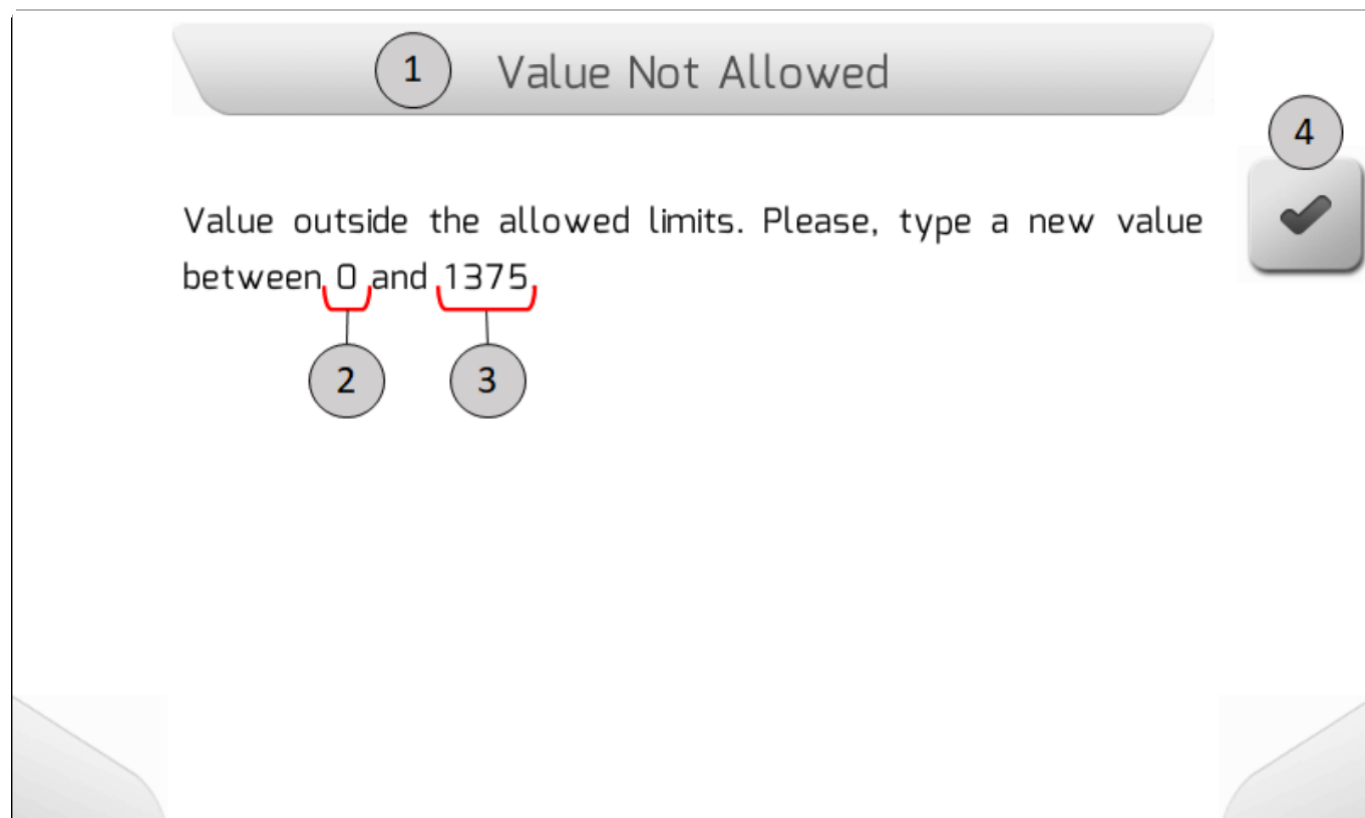 1 Value Not Allowed
4
Value outside the allowed limits. Please, type a new value
between 0 and 1375
2 3